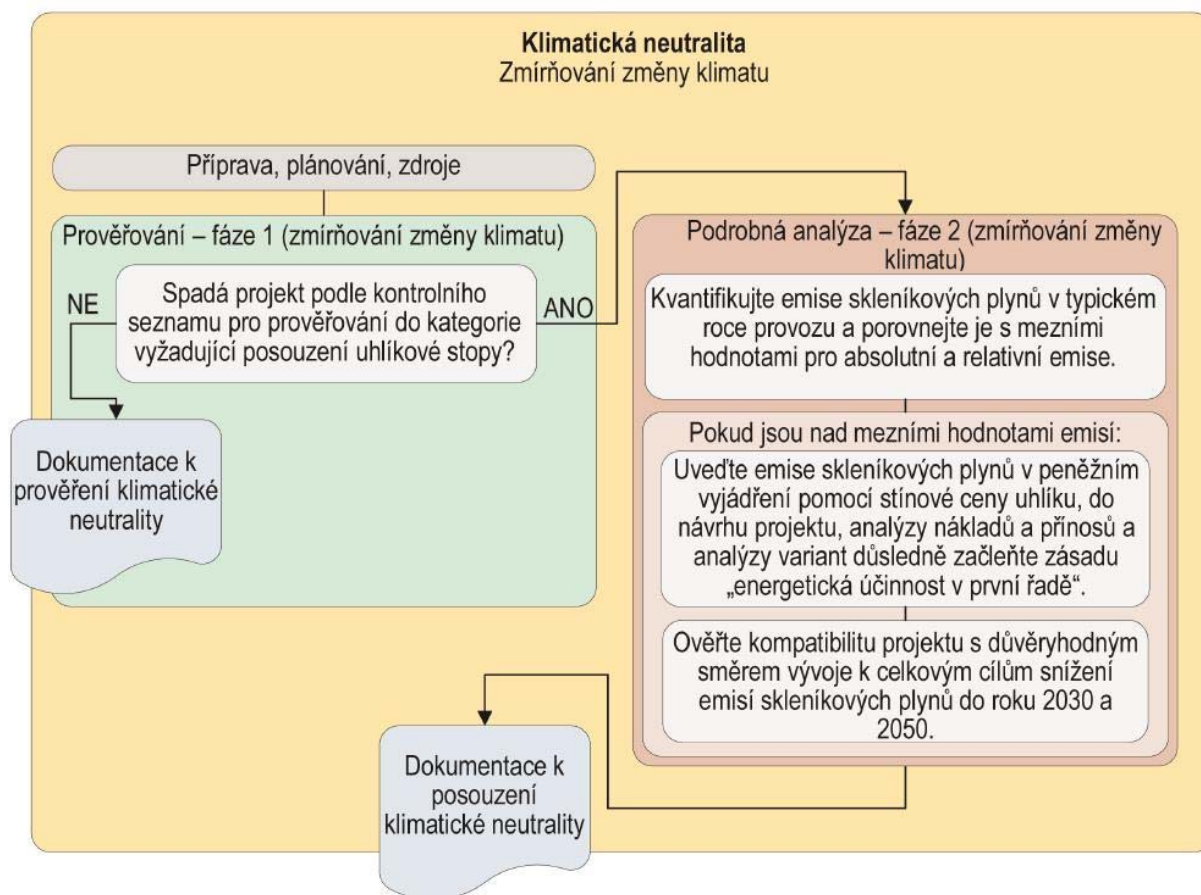 Klimatická neutralita
Zmírňování změny klimatu
Příprava, plánování, zdroje
Prověřování – fáze 1 (zmírňování změny klimatu)
NE
Spadá projekt podle kontrolního
seznamu pro prověřování do kategorie
vyžadující posouzení uhlíkové stopy?
ANO
Dokumentace k
prověření klimatické
neutrality
Podrobná analýza – fáze 2 (zmírňování změny
klimatu)
Kvantifikujte emise skleníkových plynů v typickém
roce provozu a porovnejte je s mezními
hodnotami pro absolutní a relativní emise.
Pokud jsou nad mezními hodnotami emisí:
Uveďte emise skleníkových plynů v peněžním
vyjádření pomocí stínové ceny uhlíku, do
návrhu projektu, analýzy nákladů a přínosů a
analýzy variant důsledně začleňte zásadu
„energetická účinnost v první řadě“.
Ověřte kompatibilitu projektu s důvěryhodným
směrem vývoje k celkovým cílům snížení
emisí skleníkových plynů do roku 2030 a
2050.
Dokumentace k
posouzení
klimatické neutrality